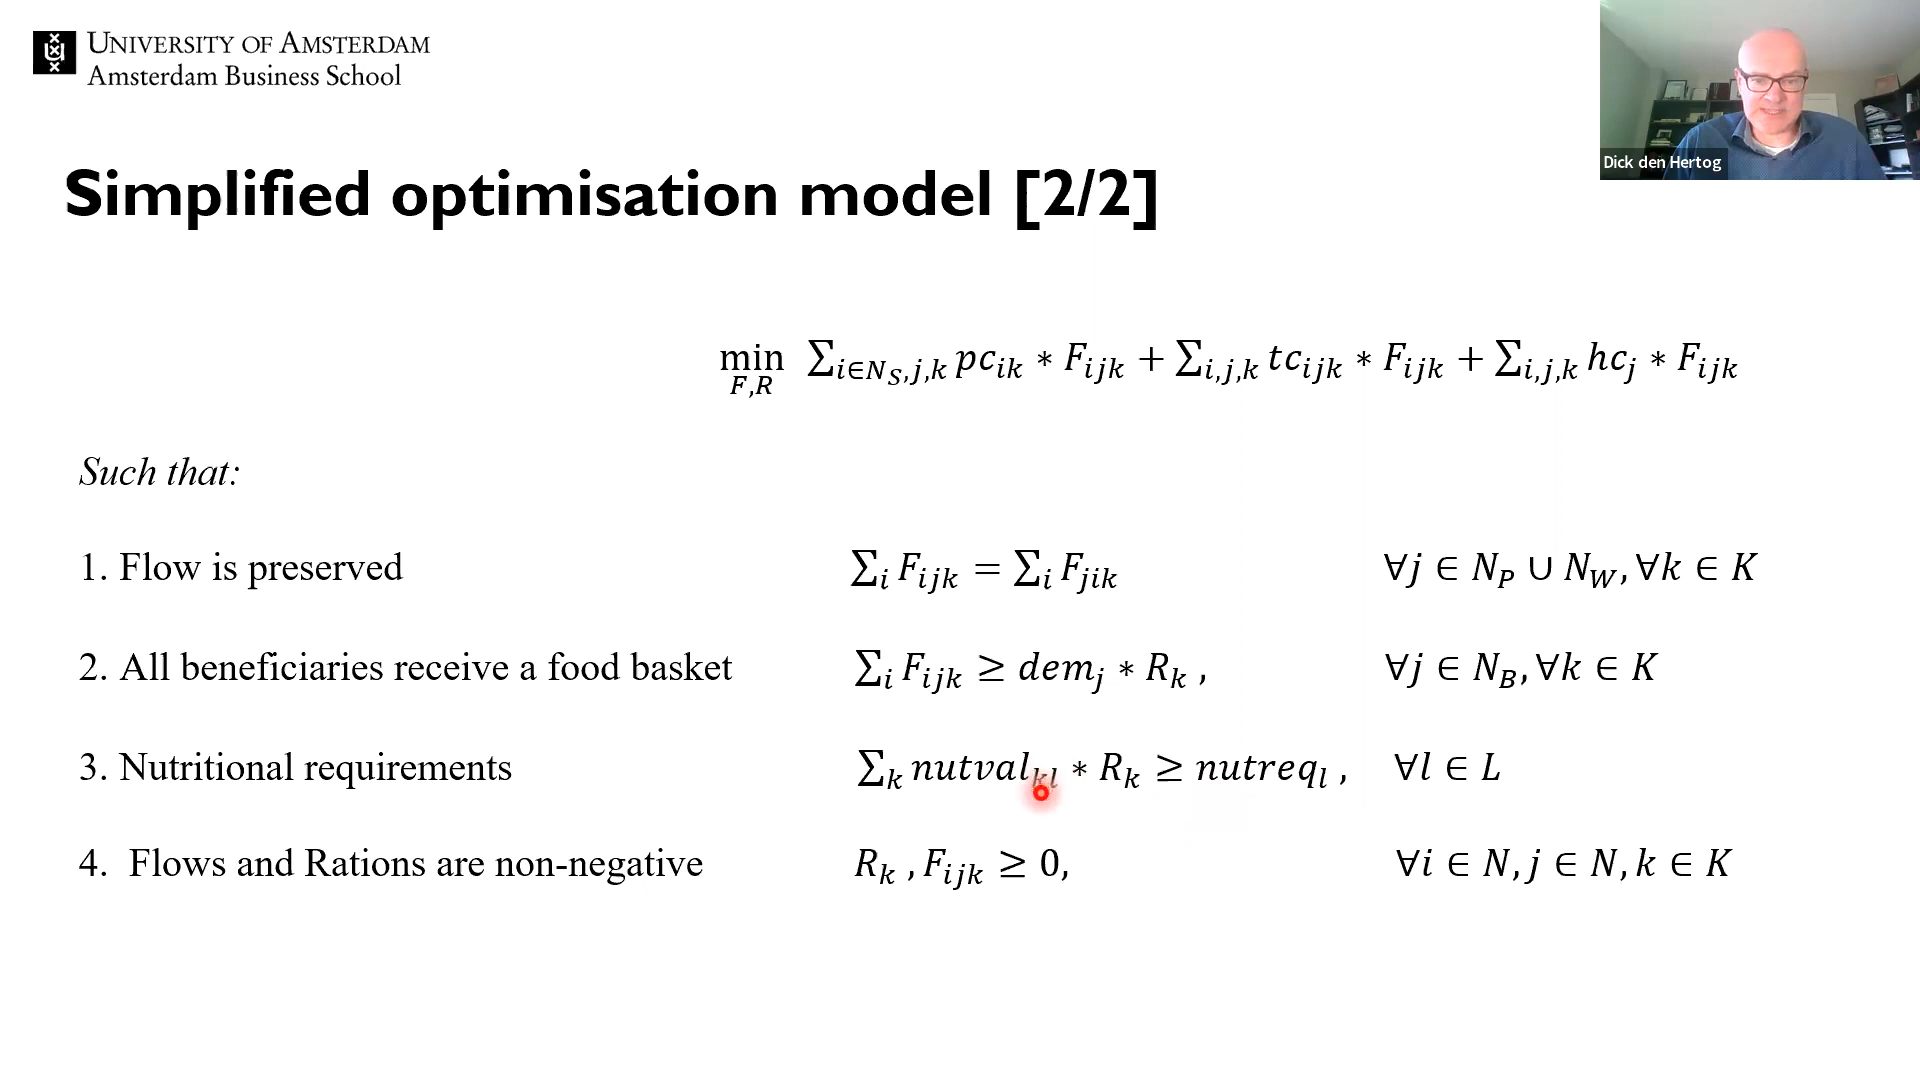 UNIVERSITY OF AMSTERDAM
Amsterdam Business School
Dick den Hertog
Simplified optimisation model [2/2]
min_{F,R} ∑_{i∈N_S,j,k} pc_{ik} * F_{ijk} + ∑_{i,j,k} tc_{ijk} * F_{ijk} + ∑_{i,j,k} hc_j * F_{ijk}
Such that:
1. Flow is preserved ∑_i F_{ijk} = ∑_i F_{jik} ∀j ∈ N_P ∪ N_W, ∀k ∈ K
2. All beneficiaries receive a food basket ∑_i F_{ijk} ≥ dem_j * R_k , ∀j ∈ N_B, ∀k ∈ K
3. Nutritional requirements ∑_k nutval_{kl} * R_k ≥ nutreq_l , ∀l ∈ L
4. Flows and Rations are non-negative R_k , F_{ijk} ≥ 0, ∀i ∈ N, j ∈ N, k ∈ K